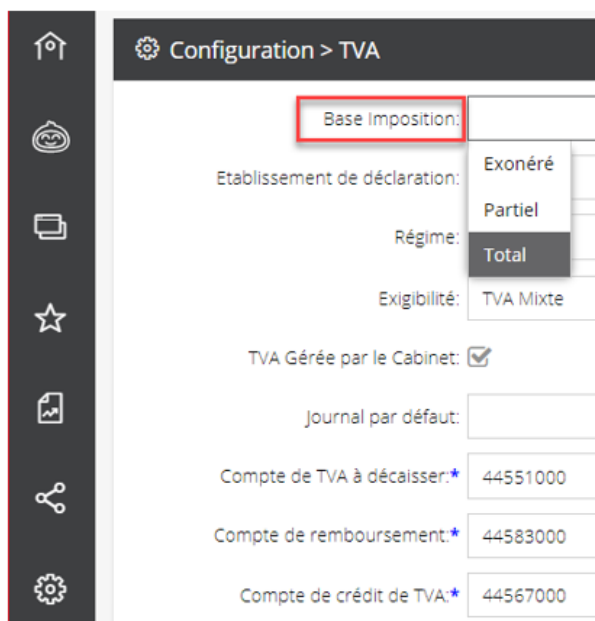 Configuration > TVA
Base Imposition:
Exonéré
Etablissement de déclaration:
Partiel
Régime:
Total
Exigibilité: TVA Mixte
TVA Gérée par le Cabinet:
Journal par défaut:
Compte de TVA à décaisser:* 44551000
Compte de remboursement:* 44583000
Compte de crédit de TVA:* 44567000